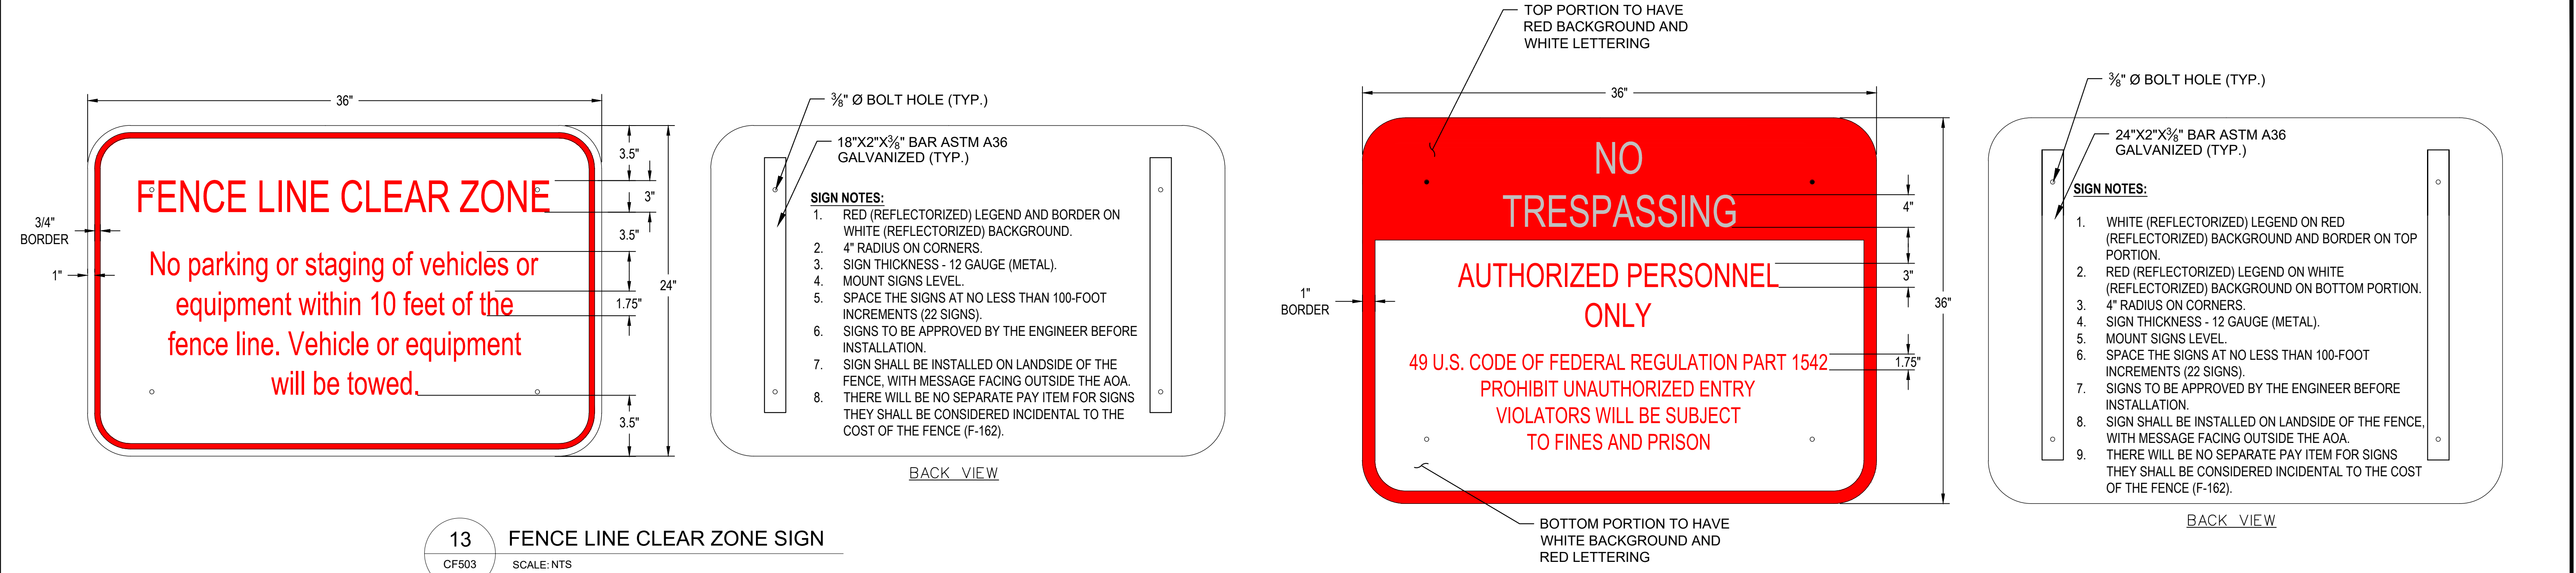 36"
3/4"
BORDER
1"
FENCE LINE CLEAR ZONE
No parking or staging of vehicles or
equipment within 10 feet of the
fence line. Vehicle or equipment
will be towed.
3.5"
3"
3.5"
1.75"
3.5"
24"
⅜" Ø BOLT HOLE (TYP.)
18"X2"X⅜" BAR ASTM A36
GALVANIZED (TYP.)
SIGN NOTES:
1. RED (REFLECTORIZED) LEGEND AND BORDER ON
WHITE (REFLECTORIZED) BACKGROUND.
2. 4" RADIUS ON CORNERS.
3. SIGN THICKNESS - 12 GAUGE (METAL).
4. MOUNT SIGNS LEVEL.
5. SPACE THE SIGNS AT NO LESS THAN 100-FOOT
INCREMENTS (22 SIGNS).
6. SIGNS TO BE APPROVED BY THE ENGINEER BEFORE
INSTALLATION.
7. SIGN SHALL BE INSTALLED ON LANDSIDE OF THE
FENCE, WITH MESSAGE FACING OUTSIDE THE AOA.
8. THERE WILL BE NO SEPARATE PAY ITEM FOR SIGNS
THEY SHALL BE CONSIDERED INCIDENTAL TO THE
COST OF THE FENCE (F-162).
BACK VIEW
13
CF503
FENCE LINE CLEAR ZONE SIGN
SCALE: NTS
TOP PORTION TO HAVE
RED BACKGROUND AND
WHITE LETTERING
36"
NO
TRESPASSING
AUTHORIZED PERSONNEL
ONLY
49 U.S. CODE OF FEDERAL REGULATION PART 1542
PROHIBIT UNAUTHORIZED ENTRY
VIOLATORS WILL BE SUBJECT
TO FINES AND PRISON
1"
BORDER
4"
3"
1.75"
36"
BOTTOM PORTION TO HAVE
WHITE BACKGROUND AND
RED LETTERING
⅜" Ø BOLT HOLE (TYP.)
24"X2"X⅜" BAR ASTM A36
GALVANIZED (TYP.)
SIGN NOTES:
1. WHITE (REFLECTORIZED) LEGEND ON RED
(REFLECTORIZED) BACKGROUND AND BORDER ON TOP
PORTION.
2. RED (REFLECTORIZED) LEGEND ON WHITE
(REFLECTORIZED) BACKGROUND ON BOTTOM PORTION.
3. 4" RADIUS ON CORNERS.
4. SIGN THICKNESS - 12 GAUGE (METAL).
5. MOUNT SIGNS LEVEL.
6. SPACE THE SIGNS AT NO LESS THAN 100-FOOT
INCREMENTS (22 SIGNS).
7. SIGNS TO BE APPROVED BY THE ENGINEER BEFORE
INSTALLATION.
8. SIGN SHALL BE INSTALLED ON LANDSIDE OF THE FENCE,
WITH MESSAGE FACING OUTSIDE THE AOA.
9. THERE WILL BE NO SEPARATE PAY ITEM FOR SIGNS
THEY SHALL BE CONSIDERED INCIDENTAL TO THE COST
OF THE FENCE (F-162).
BACK VIEW